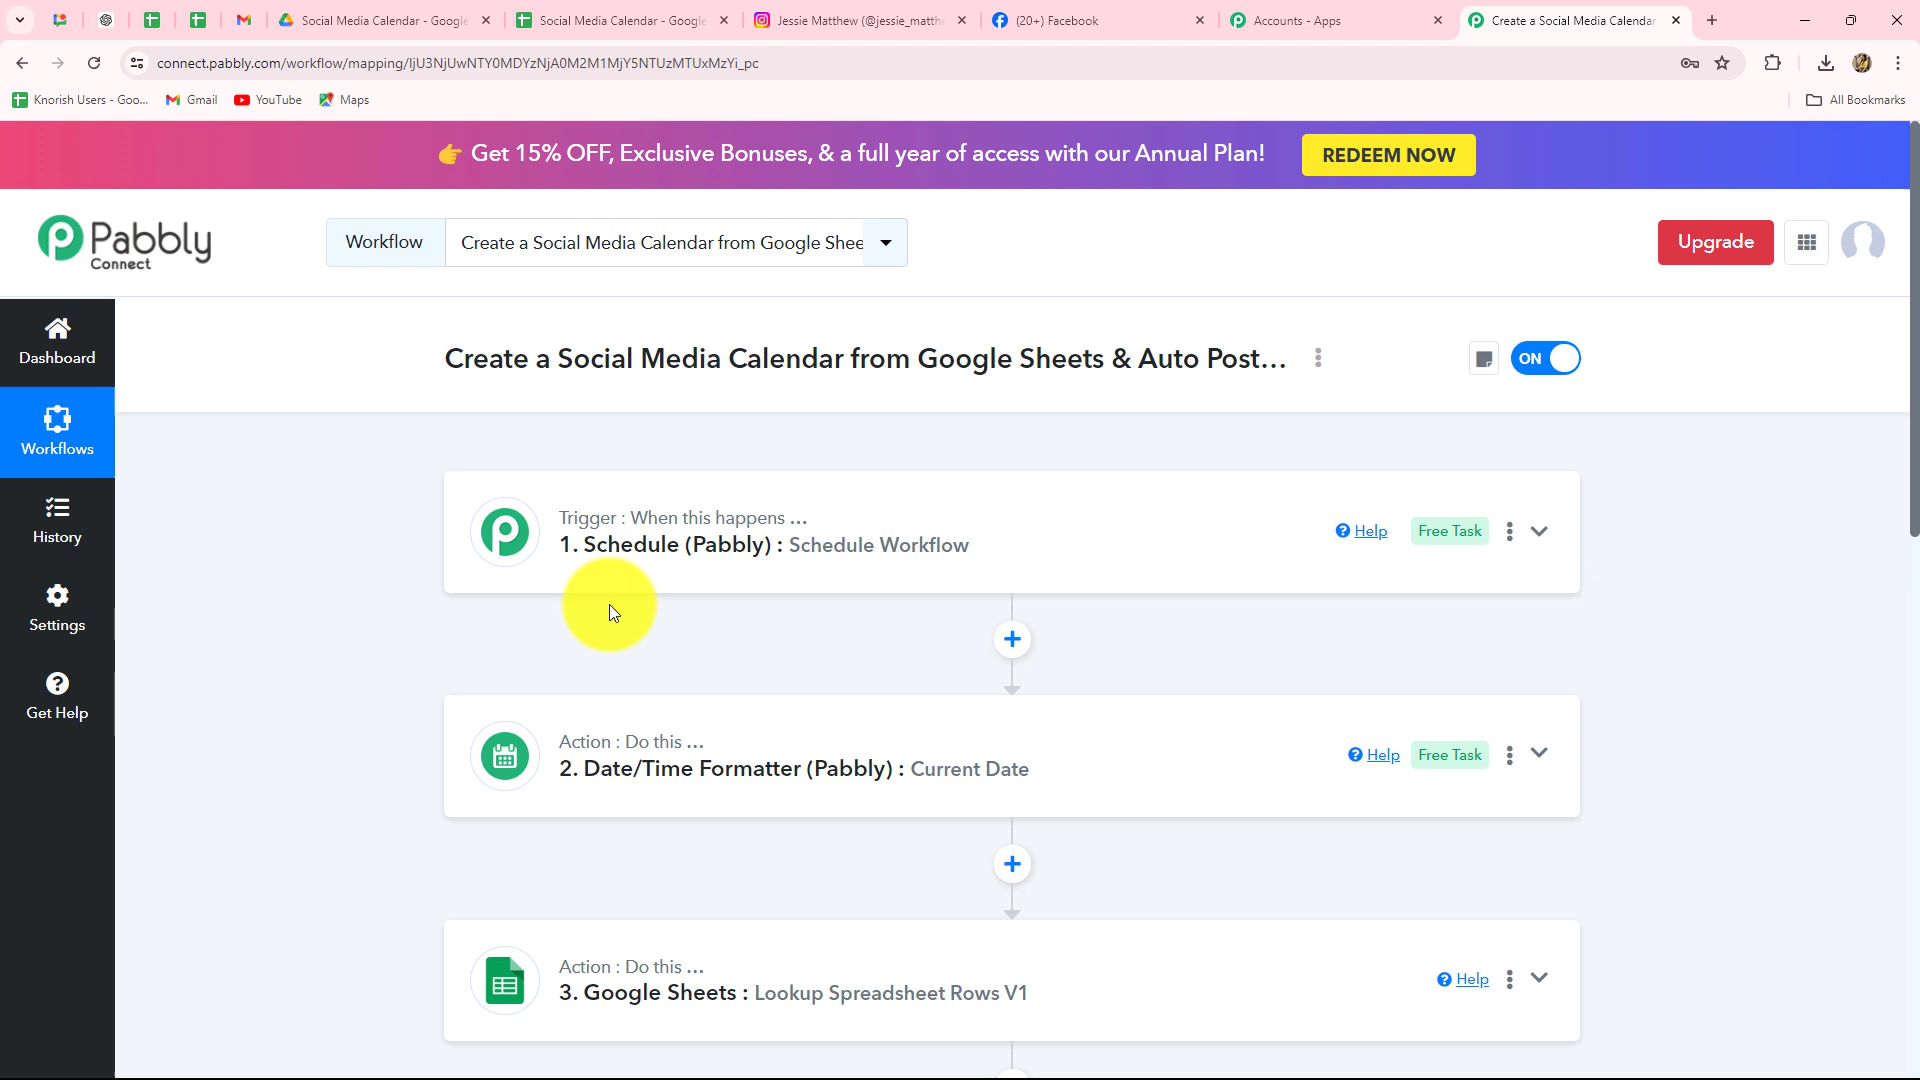 Social Media Calendar - Google
Social Media Calendar - Google
Jessie Matthew (@jessie_matthe
(20+) Facebook
Accounts - Apps
Create a Social Media Calendar
connect.pabbly.com/workflow/mapping/IjU3NjUwNTY0MDYzNjA0M2M1MjY5NTUzMTUxMzYi_pc
Knorish Users - Goo...
Gmail
YouTube
Maps
All Bookmarks
👉 Get 15% OFF, Exclusive Bonuses, & a full year of access with our Annual Plan!
REDEEM NOW
Pabbly
Connect
Workflow
Create a Social Media Calendar from Google Shee
Upgrade
Dashboard
Workflows
History
Settings
Get Help
Create a Social Media Calendar from Google Sheets & Auto Post...
ON
Trigger : When this happens ...
1. Schedule (Pabbly) : Schedule Workflow
Help
Free Task
Action : Do this ...
2. Date/Time Formatter (Pabbly) : Current Date
Help
Free Task
Action : Do this ...
3. Google Sheets : Lookup Spreadsheet Rows V1
Help